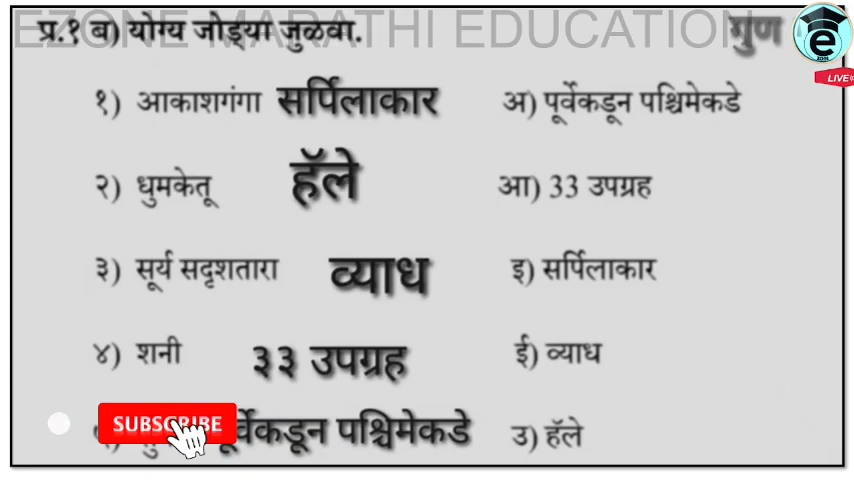 EZONE MARATHI EDUCATION
प्र.१ ब) योग्य जोड्या जुळवा. गुण
e
EZONE
LIVE
१) आकाशगंगा सर्पिलाकार अ) पूर्वेकडून पश्चिमेकडे
२) धुमकेतू हॅले आ) 33 उपग्रह
३) सूर्य सदृशतारा व्याध इ) सर्पिलाकार
४) शनी ३३ उपग्रह ई) व्याध
SUBSCRIBE
पूर्वेकडून पश्चिमेकडे उ) हॅले